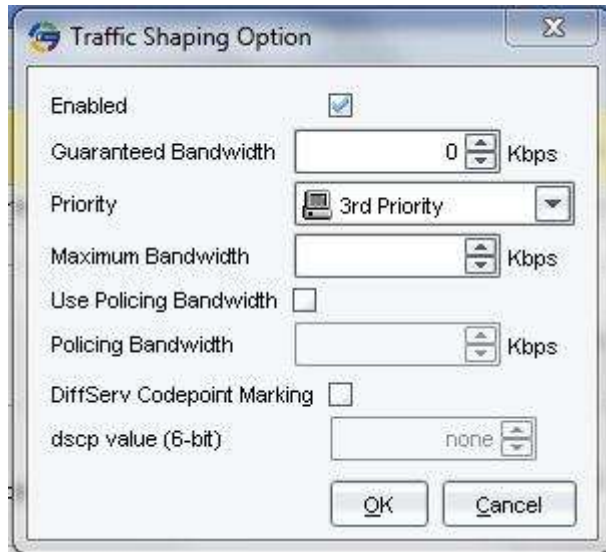 Traffic Shaping Option
Enabled
Guaranteed Bandwidth 0 Kbps
Priority 3rd Priority
Maximum Bandwidth Kbps
Use Policing Bandwidth
Policing Bandwidth Kbps
DiffServ Codepoint Marking
dscp value (6-bit) none
OK Cancel